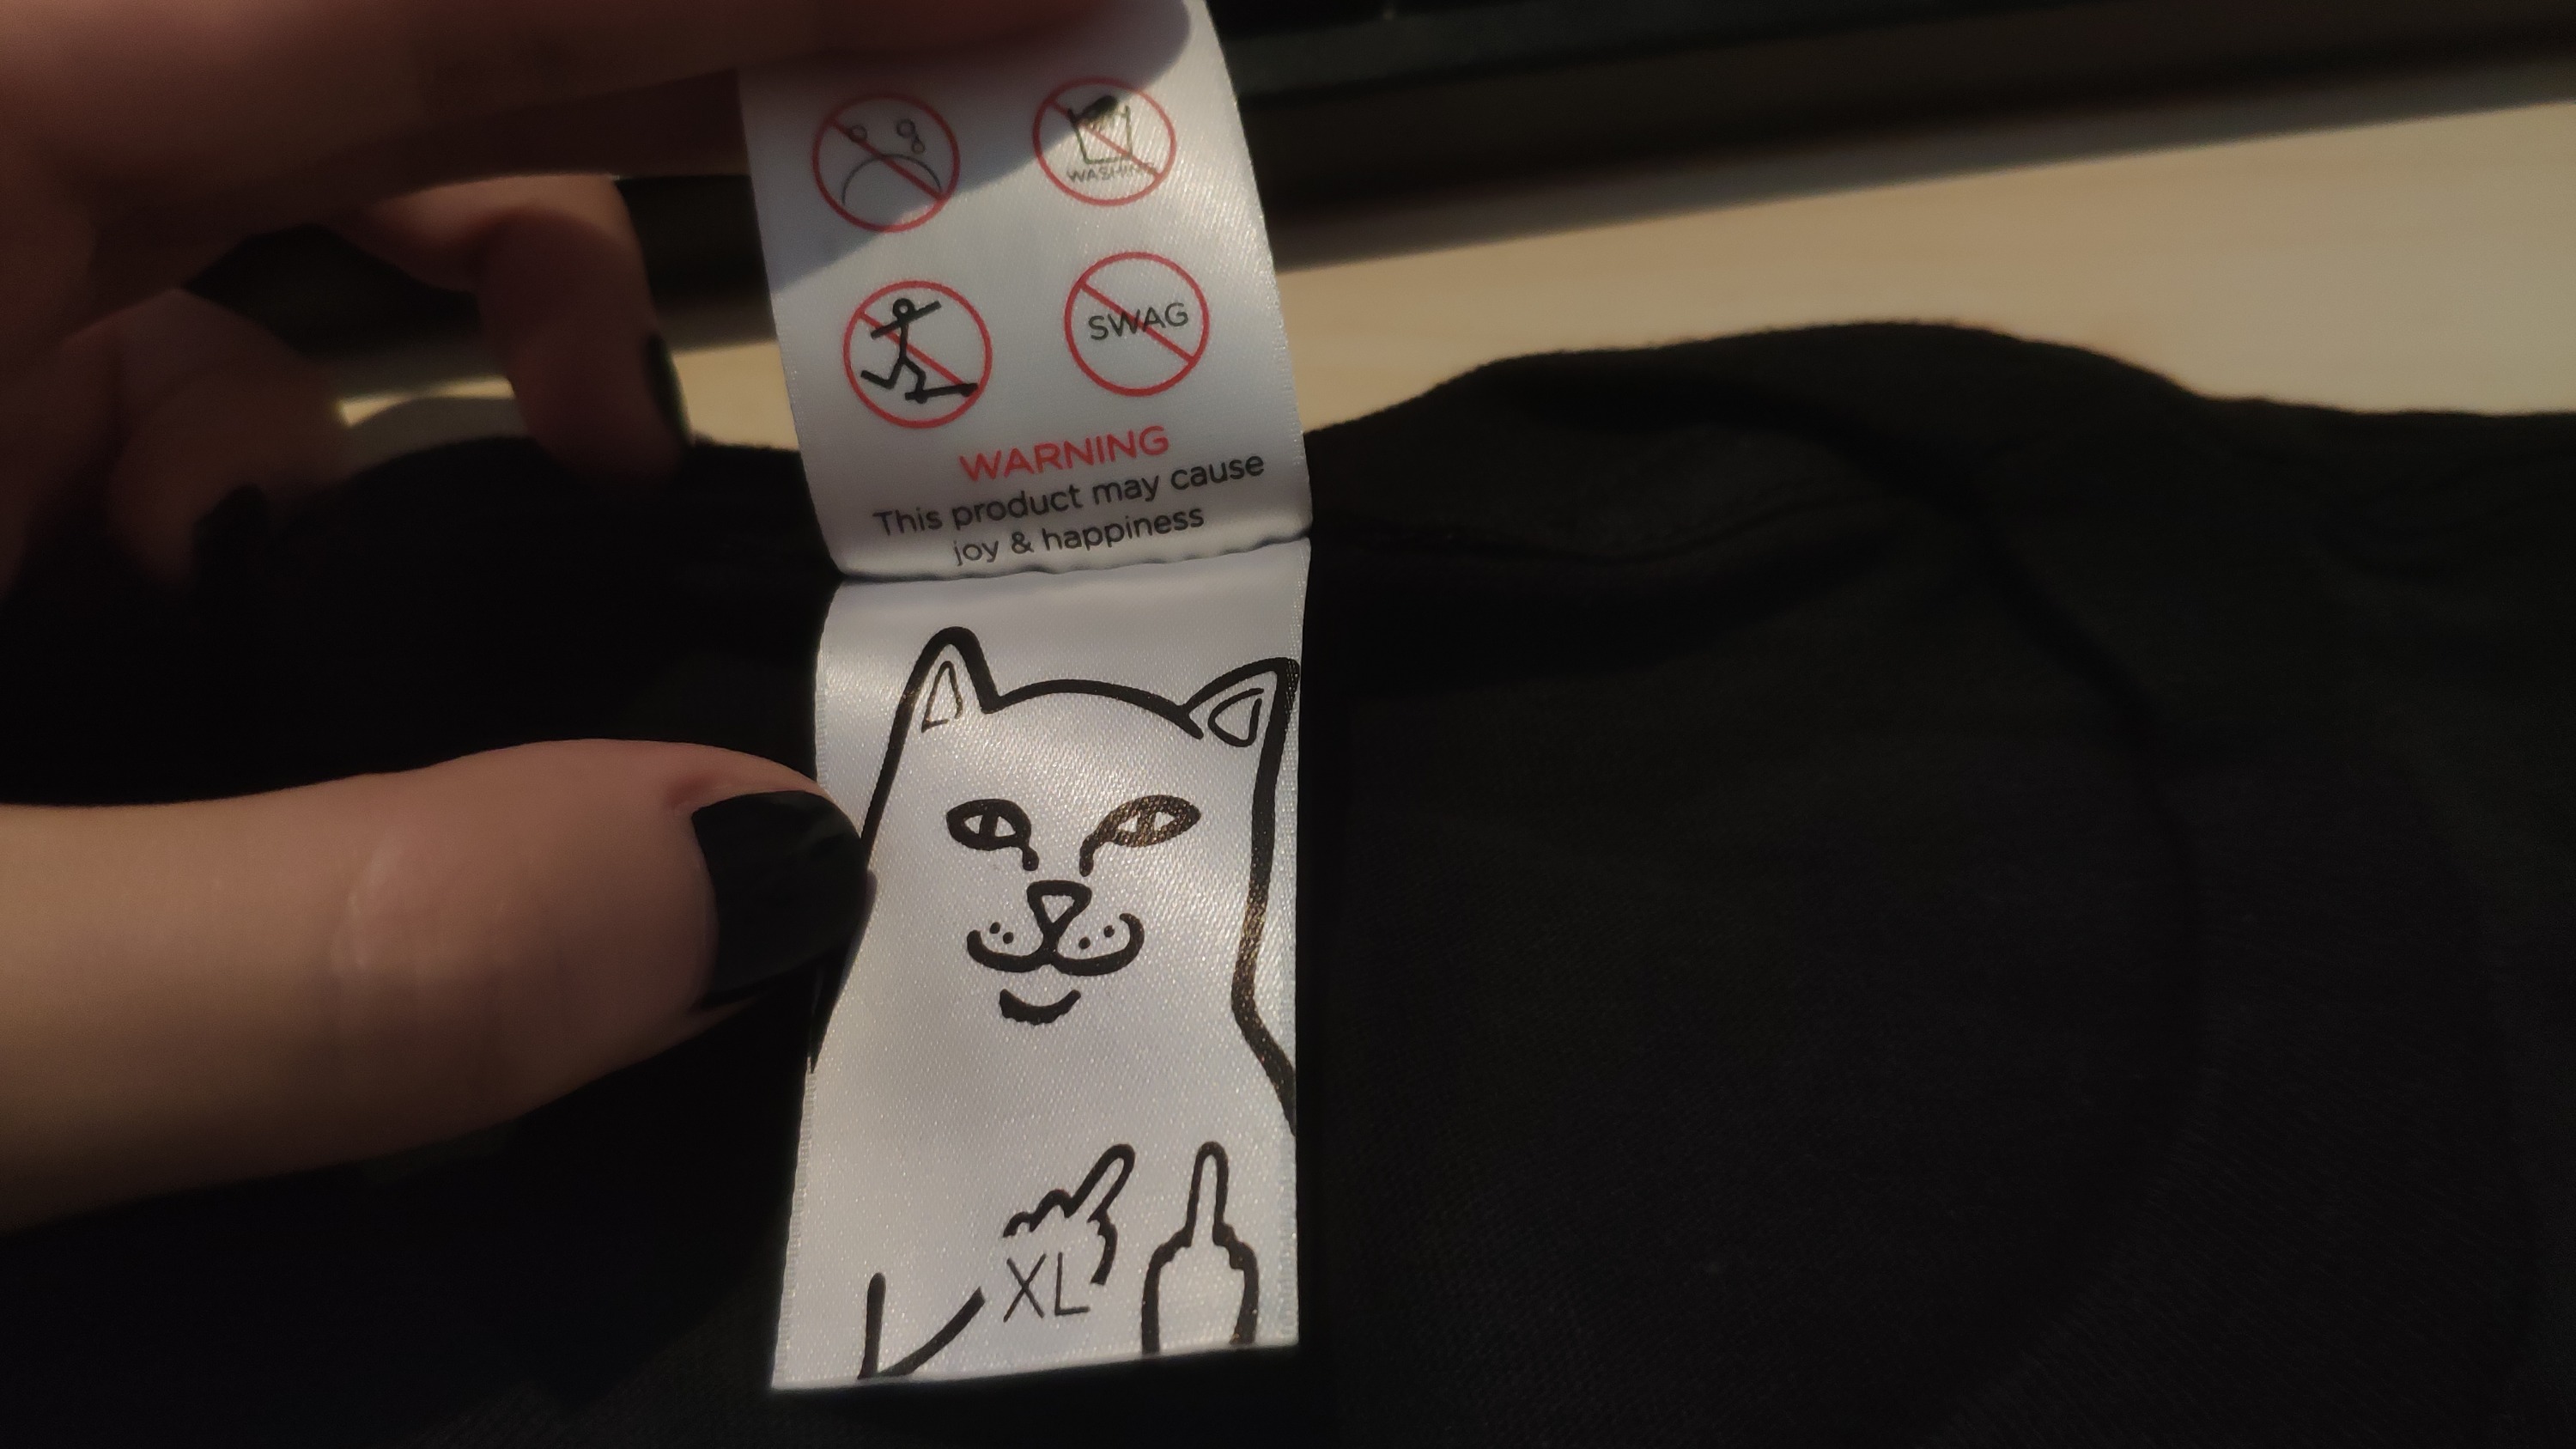 WASHING
SWAG
WARNING
This product may cause
joy & happiness
XL